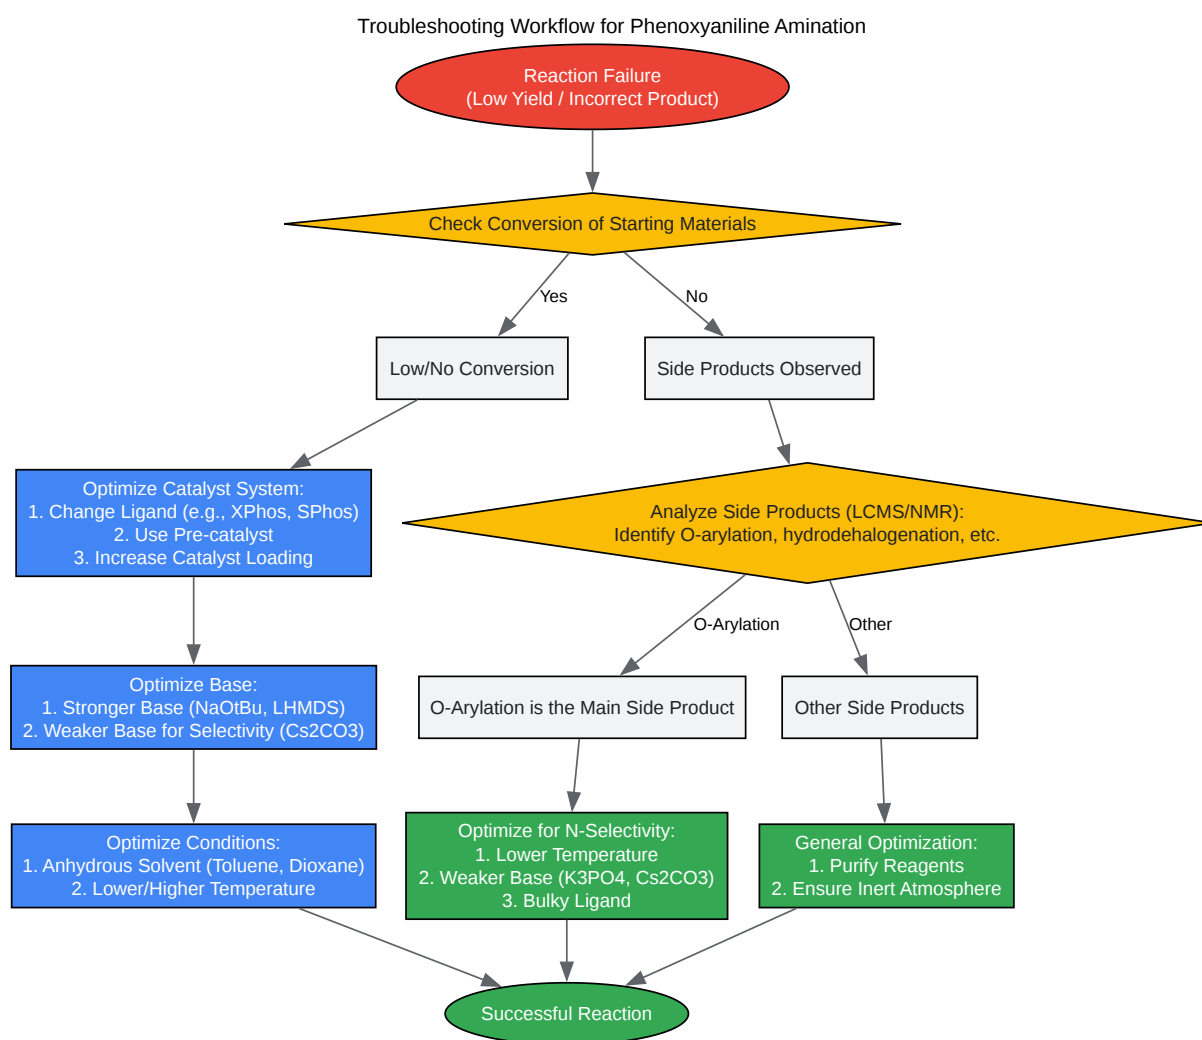 Troubleshooting Workflow for Phenoxyaniline Amination
Reaction Failure
(Low Yield / Incorrect Product)
Check Conversion of Starting Materials
Yes
No
Low/No Conversion
Side Products Observed
Optimize Catalyst System:
1. Change Ligand (e.g., XPhos, SPhos)
2. Use Pre-catalyst
3. Increase Catalyst Loading
Analyze Side Products (LCMS/NMR):
Identify O-arylation, hydrodehalogenation, etc.
O-Arylation
Other
Optimize Base:
1. Stronger Base (NaOtBu, LHMDS)
2. Weaker Base for Selectivity (Cs2CO3)
O-Arylation is the Main Side Product
Other Side Products
Optimize Conditions:
1. Anhydrous Solvent (Toluene, Dioxane)
2. Lower/Higher Temperature
Optimize for N-Selectivity:
1. Lower Temperature
2. Weaker Base (K3PO4, Cs2CO3)
3. Bulky Ligand
General Optimization:
1. Purify Reagents
2. Ensure Inert Atmosphere
Successful Reaction